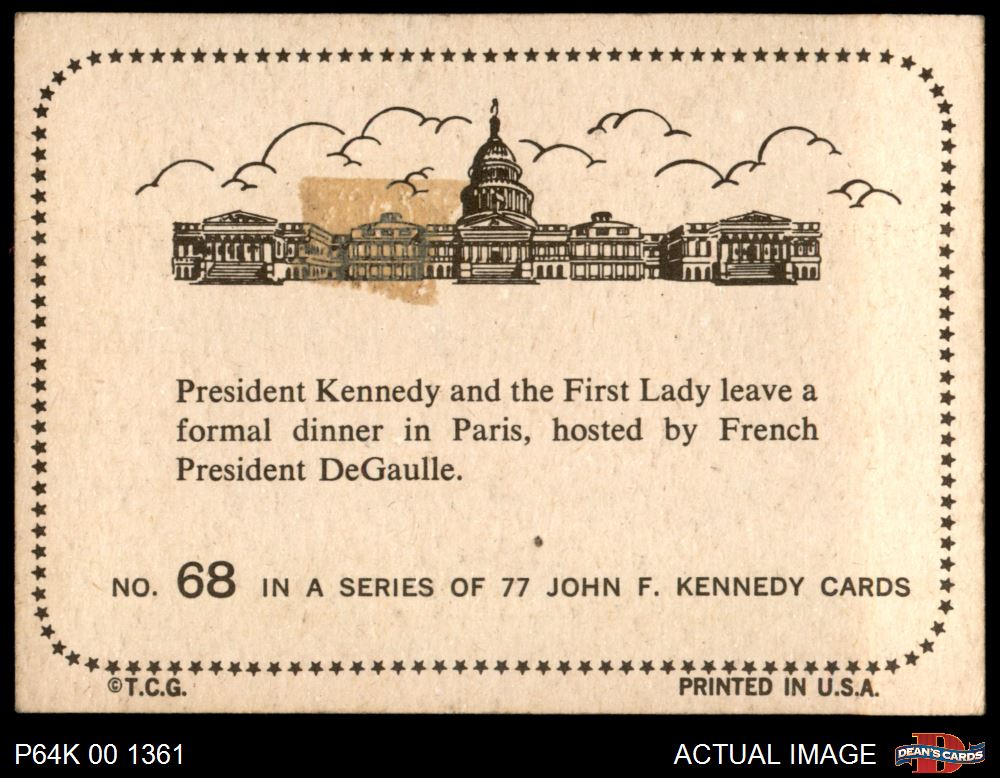 President Kennedy and the First Lady leave a
formal dinner in Paris, hosted by French
President DeGaulle.
NO. 68 IN A SERIES OF 77 JOHN F. KENNEDY CARDS
©T.C.G. PRINTED IN U.S.A.
P64K 00 1361 ACTUAL IMAGE DEAN'S CARDS